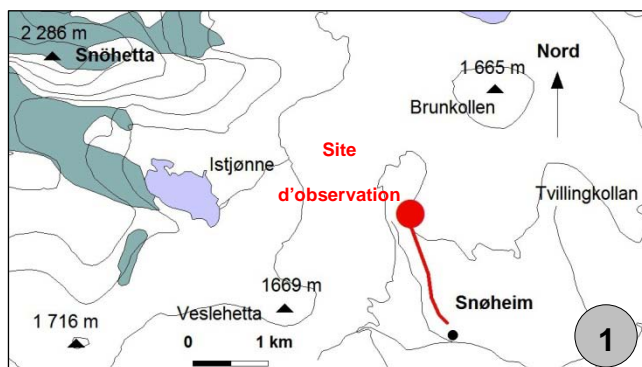 2 286 m
Snöhetta
Nord
1 665 m
Brunkollen
Site
d'observation
Istjønne
Tvillingkollan
1669 m
Veslehetta
Snøheim
1 716 m
0 1 km
1